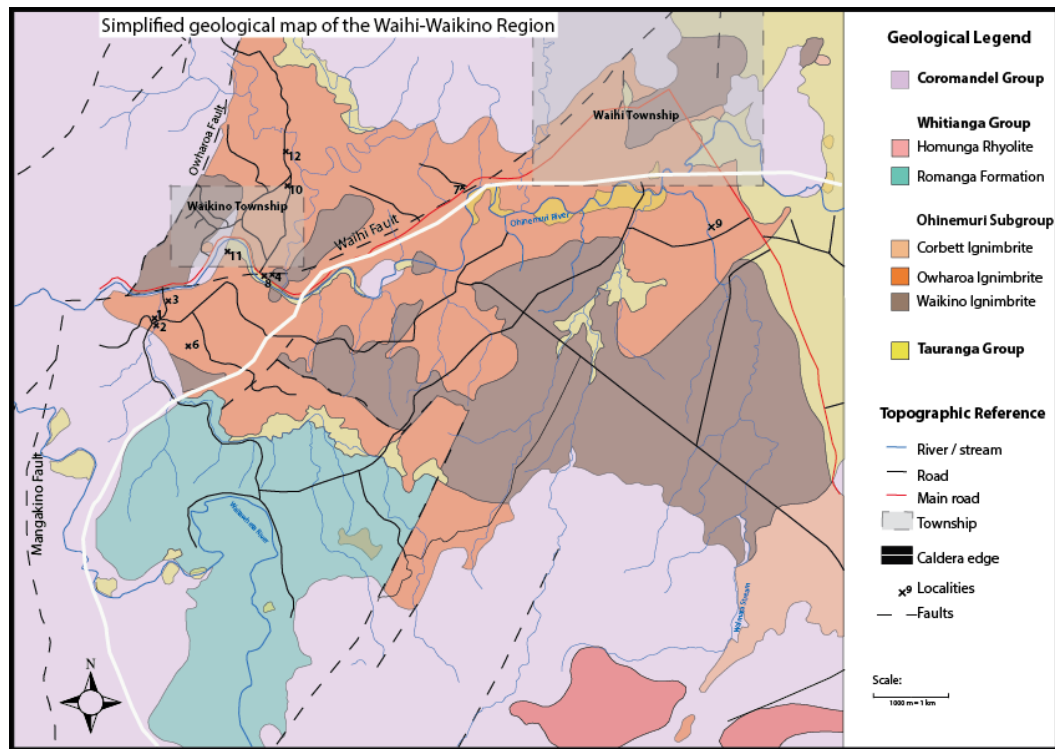 Simplified geological map of the Waihi-Waikino Region
Geological Legend
Coromandel Group
Whitianga Group
Homunga Rhyolite
Romanga Formation
Ohinemuri Subgroup
Corbett Ignimbrite
Owharoa Ignimbrite
Waikino Ignimbrite
Tauranga Group
Topographic Reference
River / stream
Road
Main road
Township
Caldera edge
x9 Localities
Faults
Scale:
1000 m = 1 km
Owharoa Fault
Waihi Township
Waikino Township
Waihi Fault
Ohinemuri River
Mangakino Fault
12
10
7
9
11
4
8
3
1
2
6
N